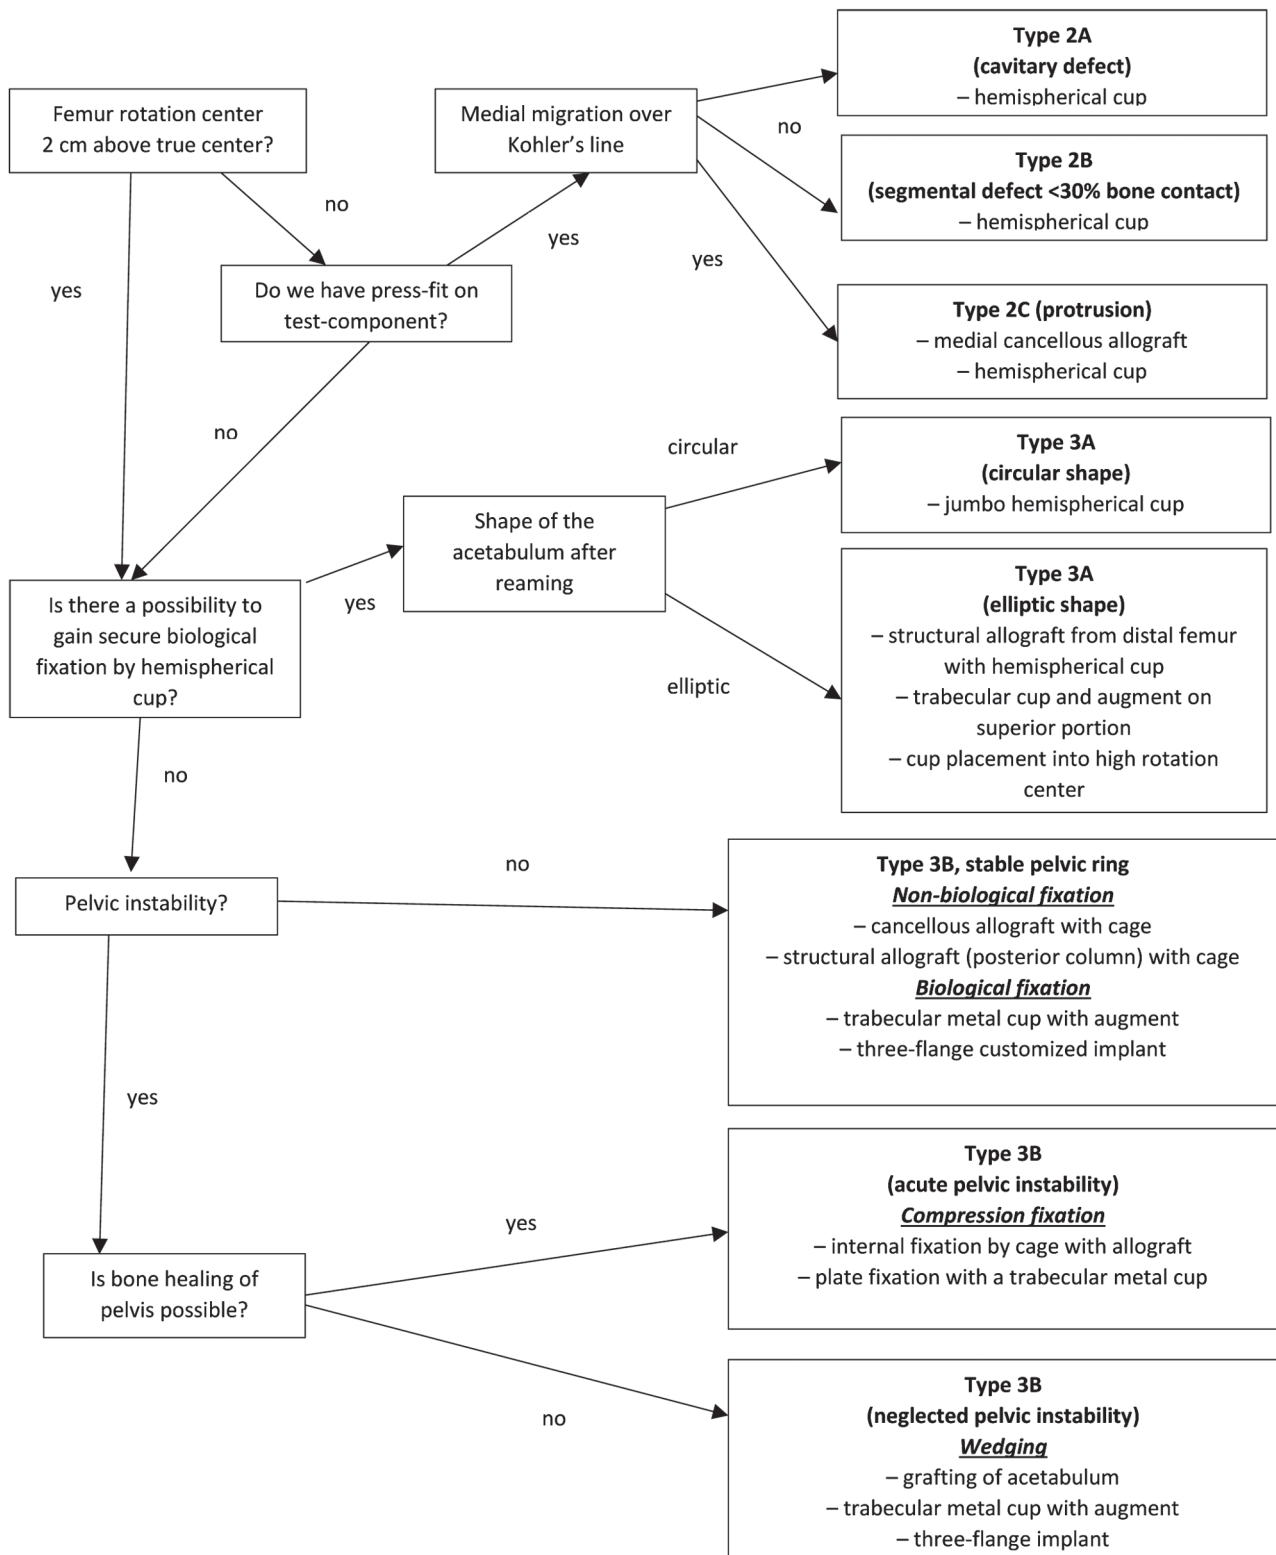 Femur rotation center
2 cm above true center?
yes
no
Do we have press-fit on
test-component?
yes
no
Medial migration over
Kohler's line
no
yes
Type 2A
(cavitary defect)
– hemispherical cup
Type 2B
(segmental defect <30% bone contact)
– hemispherical cup
Type 2C (protrusion)
– medial cancellous allograft
– hemispherical cup
Is there a possibility to
gain secure biological
fixation by hemispherical
cup?
yes
no
Shape of the
acetabulum after
reaming
circular
elliptic
Type 3A
(circular shape)
– jumbo hemispherical cup
Type 3A
(elliptic shape)
– structural allograft from distal femur
with hemispherical cup
– trabecular cup and augment on
superior portion
– cup placement into high rotation
center
Pelvic instability?
no
yes
Type 3B, stable pelvic ring
Non-biological fixation
– cancellous allograft with cage
– structural allograft (posterior column) with cage
Biological fixation
– trabecular metal cup with augment
– three-flange customized implant
Is bone healing of
pelvis possible?
yes
no
Type 3B
(acute pelvic instability)
Compression fixation
– internal fixation by cage with allograft
– plate fixation with a trabecular metal cup
Type 3B
(neglected pelvic instability)
Wedging
– grafting of acetabulum
– trabecular metal cup with augment
– three-flange implant